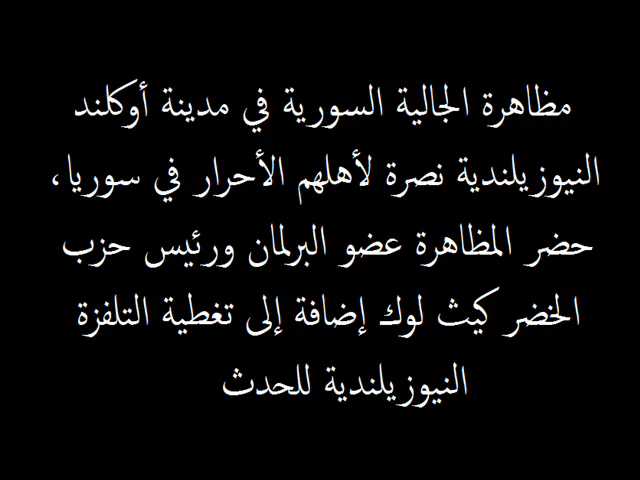 مظاهرة الجالية السورية في مدينة أوكلند
النيوزيلندية نصرة لأهلهم الأحرار في سوريا،
حضر المظاهرة عضو البرلمان ورئيس حزب
الخضر كيث لوك إضافة إلى تغطية التلفزة
النيوزيلندية للحدث